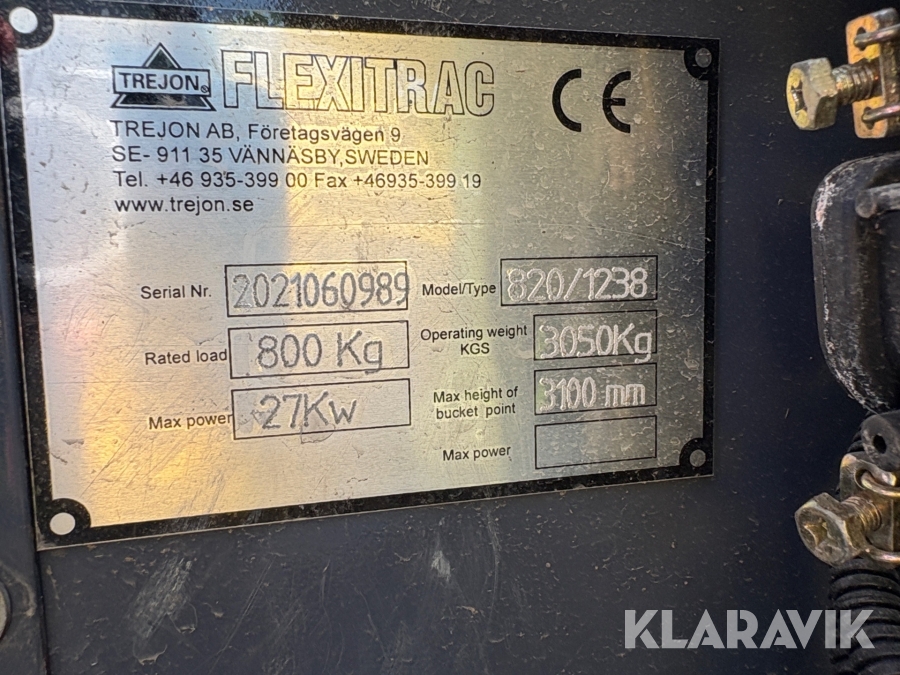 TREJON FLEXITRAC CE
TREJON AB, Företagsvägen 9
SE- 911 35 VÄNNÄSBY,SWEDEN
Tel. +46 935-399 00 Fax +46935-399 19
www.trejon.se
Serial Nr. 2021060989 Model/Type 820/1238
Rated load 800 Kg Operating weight KGS 3050Kg
Max power 27Kw Max height of bucket point 3100 mm
Max power
KLARAVIK